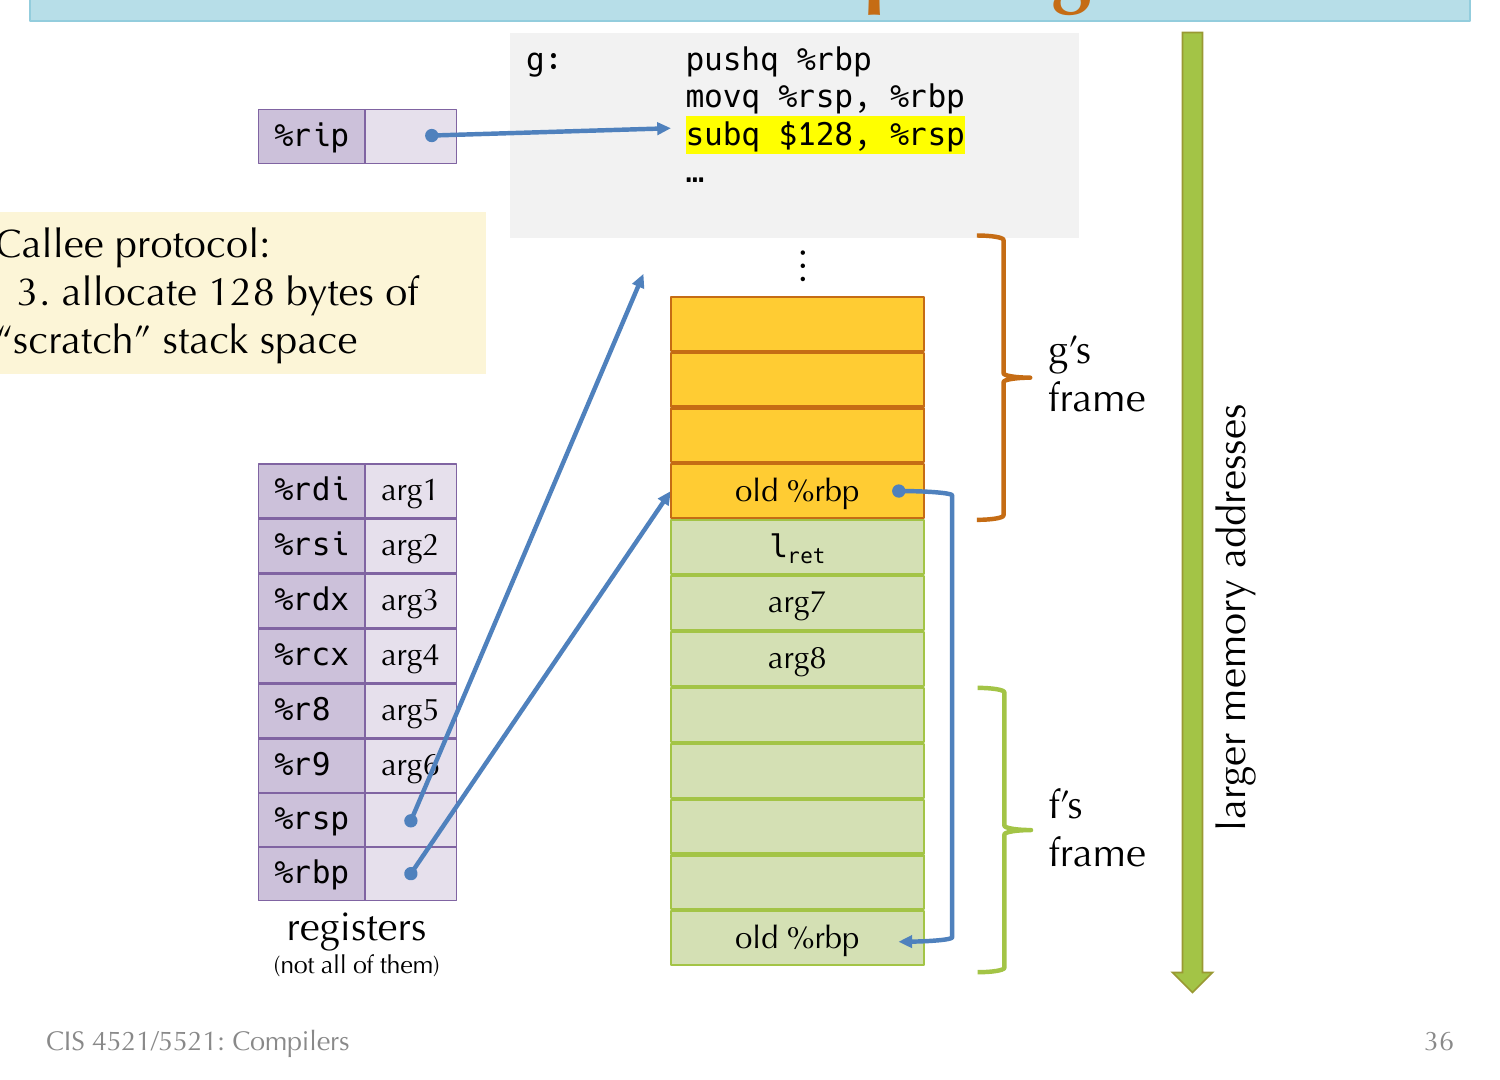 g: pushq %rbp
movq %rsp, %rbp
subq $128, %rsp
…
%rip
Callee protocol:
3. allocate 128 bytes of
“scratch” stack space
⋮
g’s
frame
old %rbp
l_ret
arg7
arg8
f’s
frame
old %rbp
larger memory addresses
%rdi arg1
%rsi arg2
%rdx arg3
%rcx arg4
%r8 arg5
%r9 arg6
%rsp
%rbp
registers
(not all of them)
CIS 4521/5521: Compilers
36